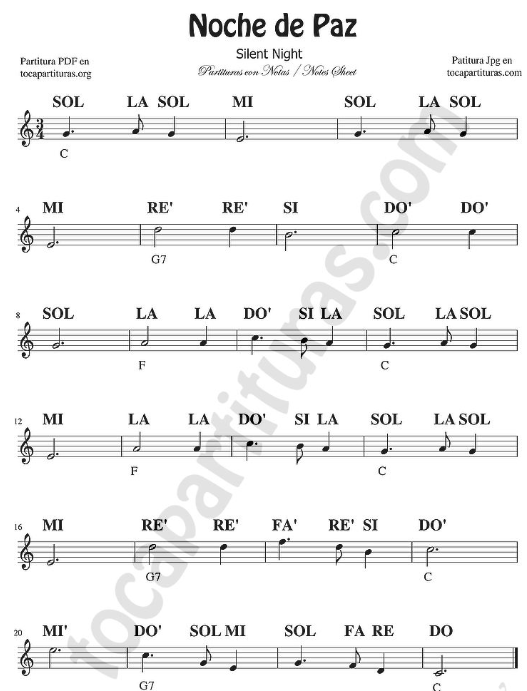 Noche de Paz
Silent Night
Partituras con Notas / Notes Sheet
Partitura PDF en
tocapartituras.org
Patitura Jpg en
tocapartituras.com
SOL LA SOL MI SOL LA SOL
3
4
C
4
MI RE' RE' SI DO' DO'
G7 C
8
SOL LA LA DO' SI LA SOL LA SOL
F C
12
MI LA LA DO' SI LA SOL LA SOL
F C
16
MI RE' RE' FA' RE' SI DO'
G7 C
20
MI' DO' SOL MI SOL FA RE DO
G7 C
tocapartituras.com